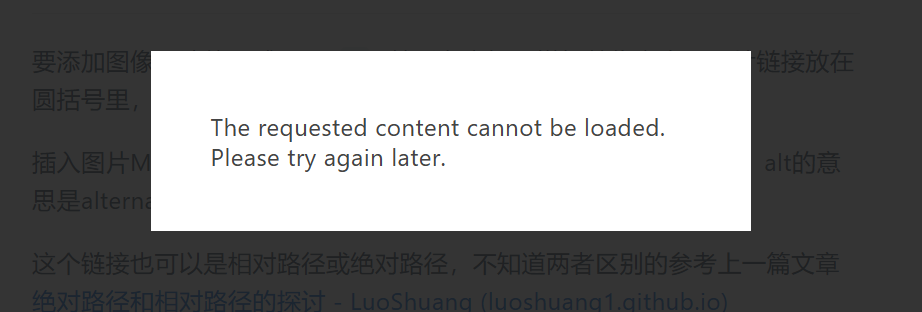 要添加图像
链接放在
圆括号里，
The requested content cannot be loaded.
Please try again later.
插入图片M
alt的意
思是alterna
这个链接也可以是相对路径或绝对路径，不知道两者区别的参考上一篇文章
绝对路径和相对路径的探讨 - LuoShuang (luoshuang1.github.io)